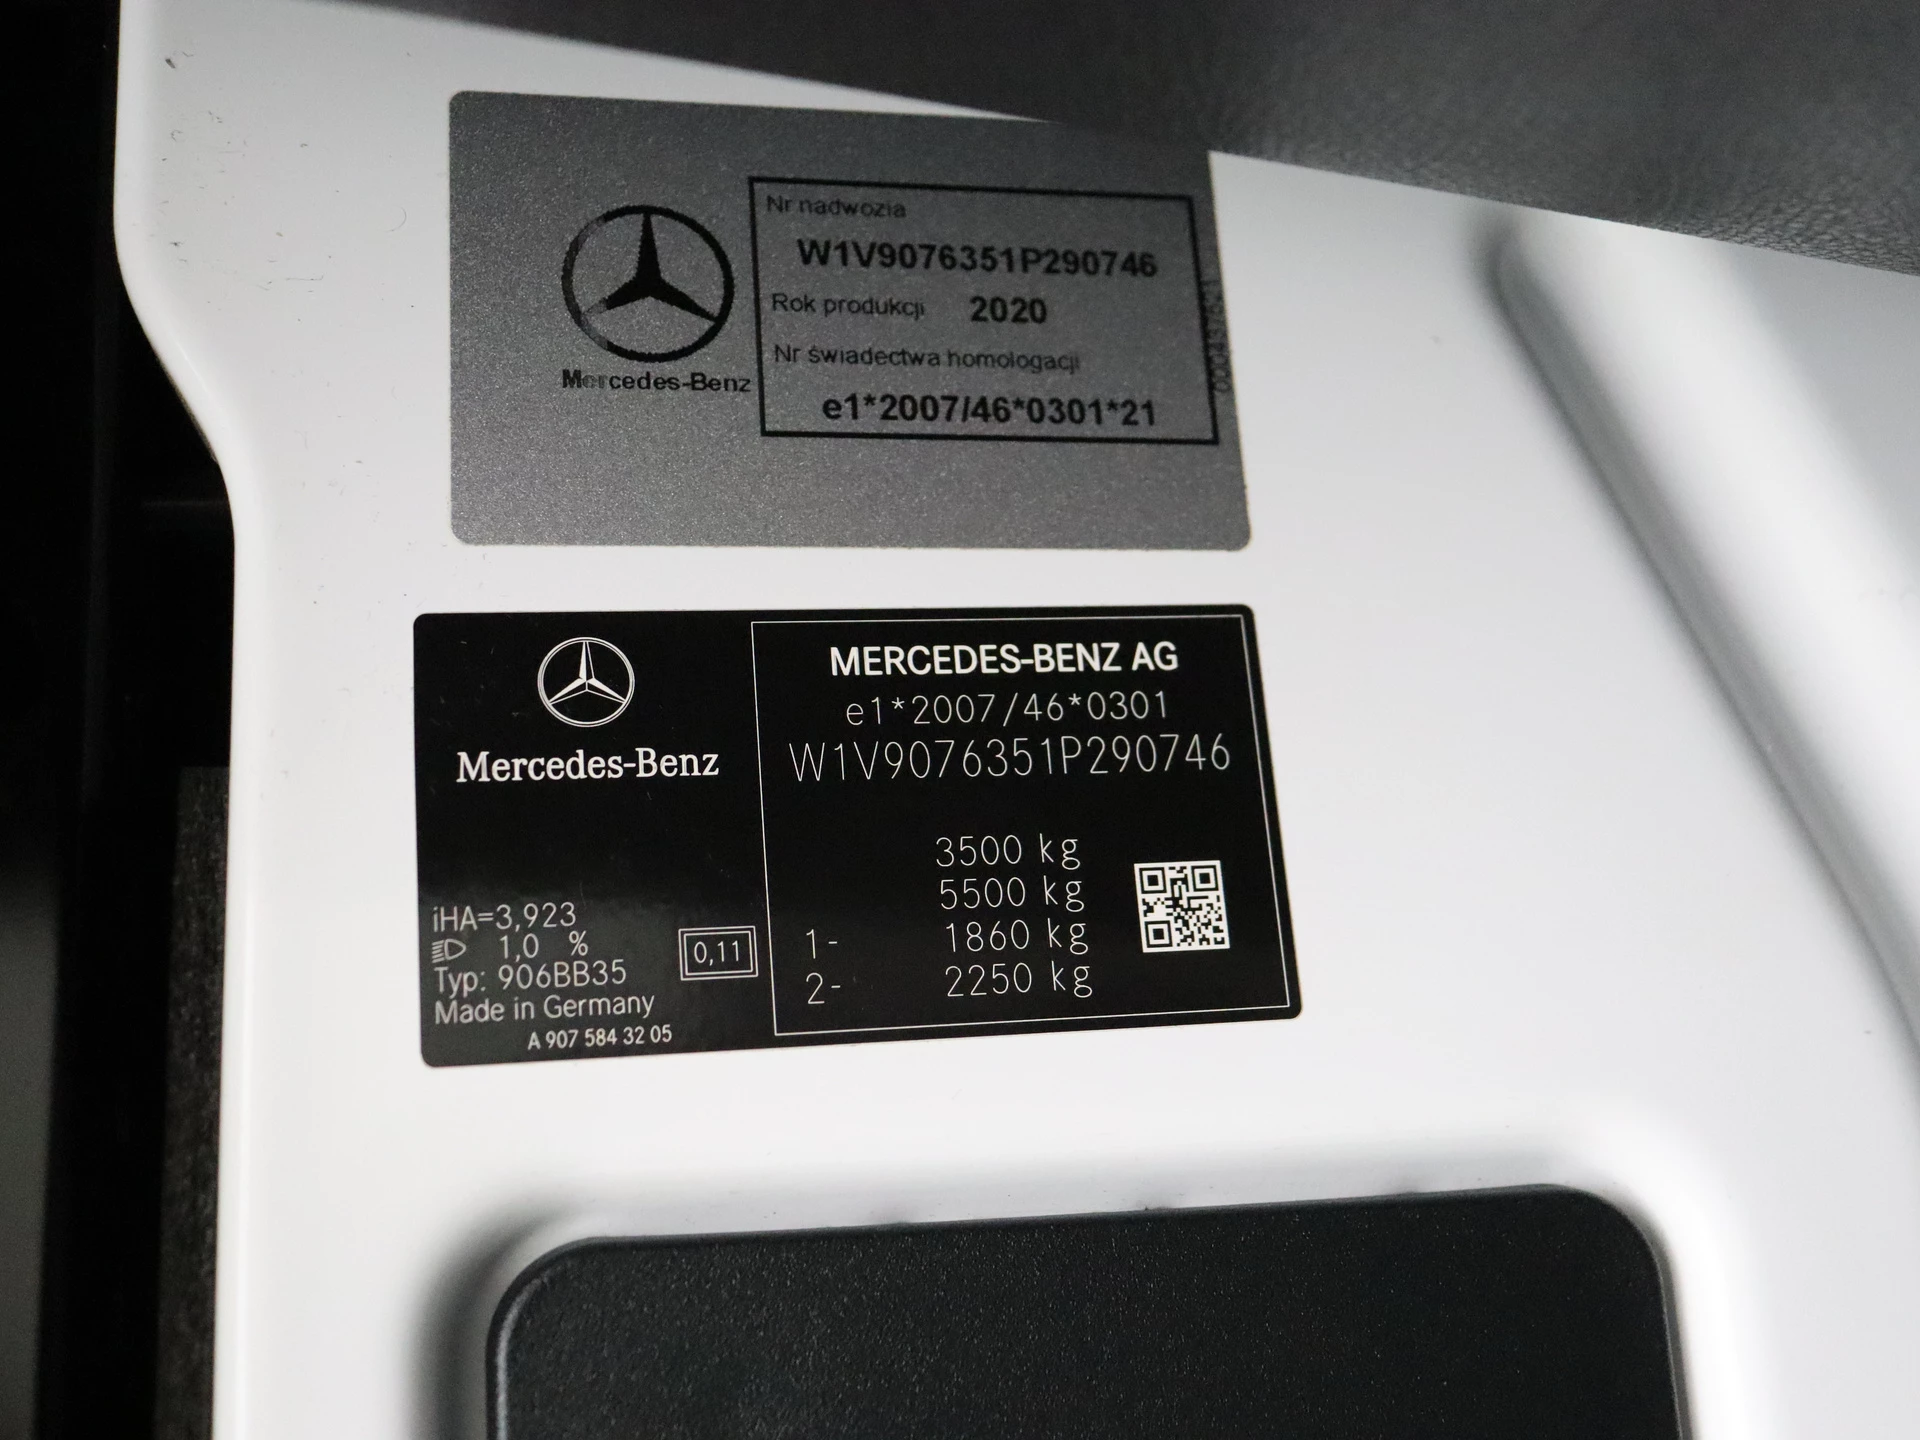 Nr nadwozia
W1V9076351P290746
Rok produkcji 2020
Nr świadectwa homologacji
e1*2007/46*0301*21
Mercedes-Benz
MERCEDES-BENZ AG
e1*2007/46*0301
W1V9076351P290746
Mercedes-Benz
3500 kg
5500 kg
1- 1860 kg
2- 2250 kg
iHA=3,923
1,0 %
Typ: 906BB35
Made in Germany
A 907 584 32 05
0,11